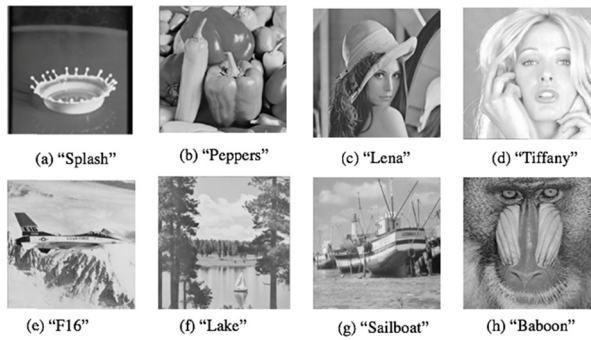 (a) “Splash”
(b) “Peppers”
(c) “Lena”
(d) “Tiffany”
(e) “F16”
(f) “Lake”
(g) “Sailboat”
(h) “Baboon”